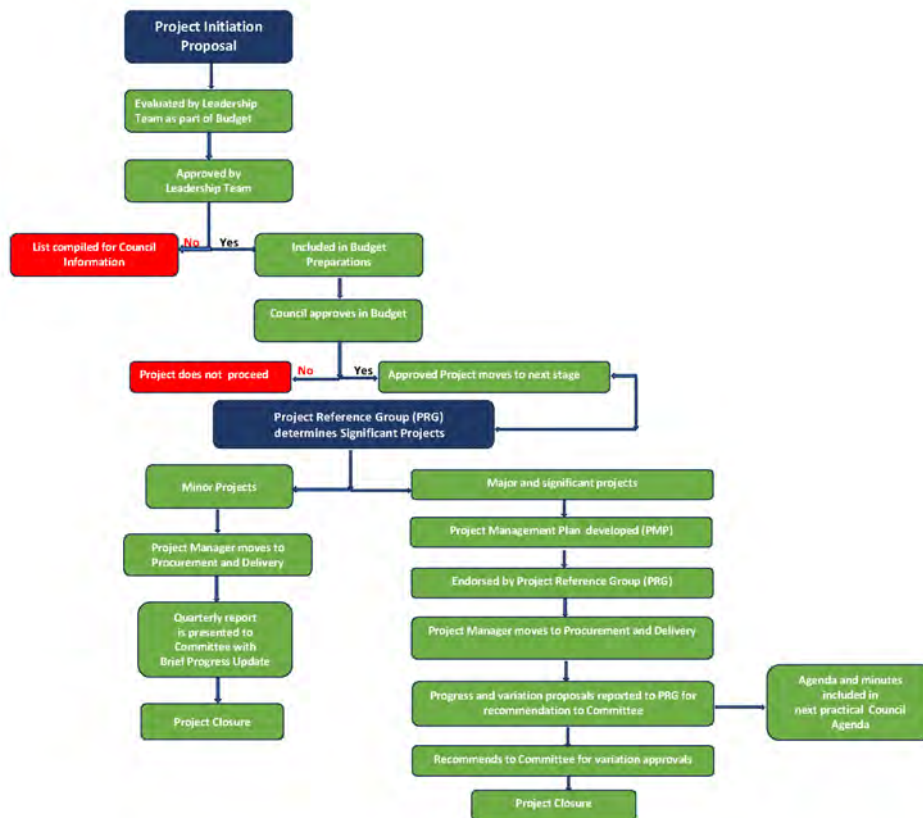 Project Initiation
Proposal
Evaluated by Leadership
Team as part of Budget
Approved by
Leadership Team
No
Yes
List compiled for Council
Information
Included in Budget
Preparations
Council approves in Budget
Project does not proceed
No
Yes
Approved Project moves to next stage
Project Reference Group (PRG)
determines Significant Projects
Minor Projects
Project Manager moves to
Procurement and Delivery
Quarterly report
is presented to
Committee with
Brief Progress Update
Project Closure
Major and significant projects
Project Management Plan developed (PMP)
Endorsed by Project Reference Group (PRG)
Project Manager moves to Procurement and Delivery
Progress and variation proposals reported to PRG for
recommendation to Committee
Agenda and minutes
included in
next practical Council
Agenda
Recommends to Committee for variation approvals
Project Closure